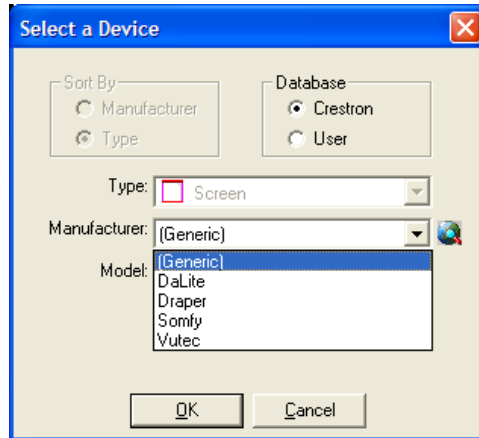 Select a Device
Sort By
Manufacturer
Type
Database
Crestron
User
Type: Screen
Manufacturer: (Generic)
Model:
(Generic)
DaLite
Draper
Somfy
Vutec
OK
Cancel